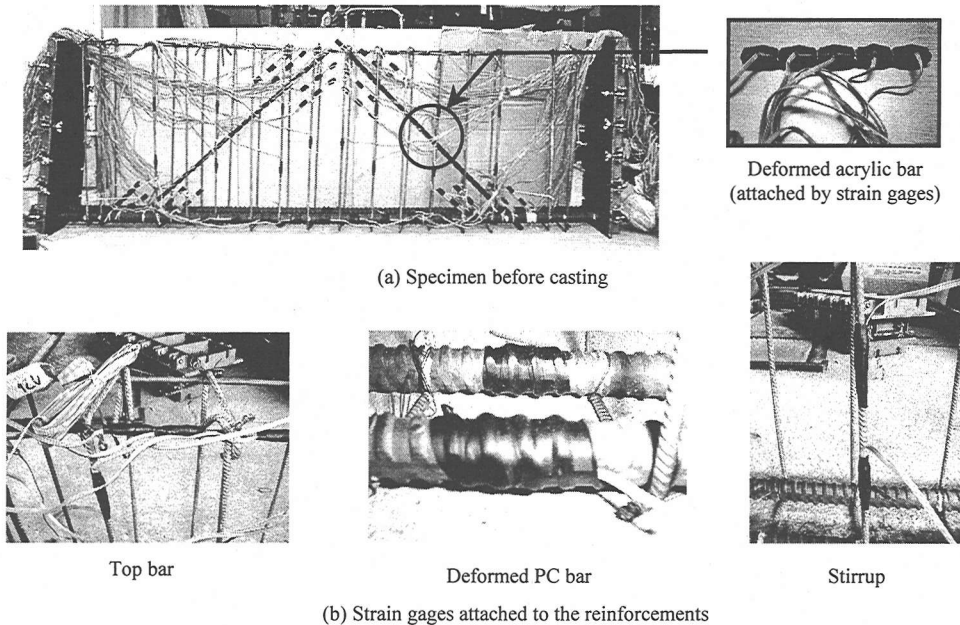 Deformed acrylic bar
(attached by strain gages)
(a) Specimen before casting
Top bar
Deformed PC bar
Stirrup
(b) Strain gages attached to the reinforcements